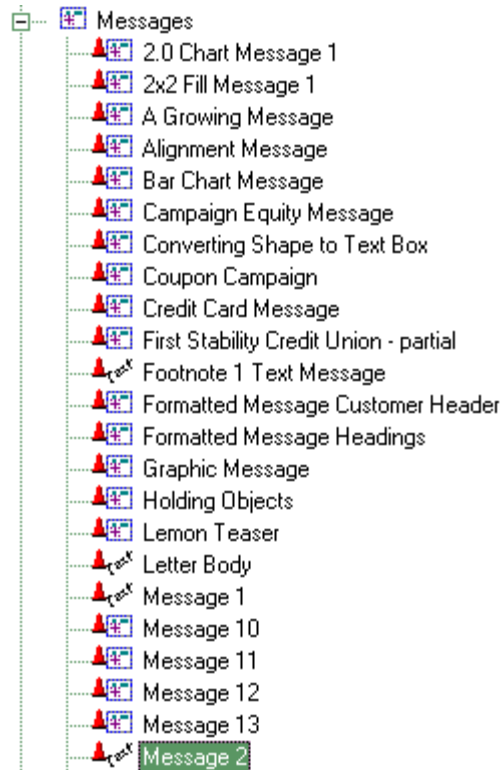 Messages
2.0 Chart Message 1
2x2 Fill Message 1
A Growing Message
Alignment Message
Bar Chart Message
Campaign Equity Message
Converting Shape to Text Box
Coupon Campaign
Credit Card Message
First Stability Credit Union - partial
Footnote 1 Text Message
Formatted Message Customer Header
Formatted Message Headings
Graphic Message
Holding Objects
Lemon Teaser
Letter Body
Message 1
Message 10
Message 11
Message 12
Message 13
Message 2